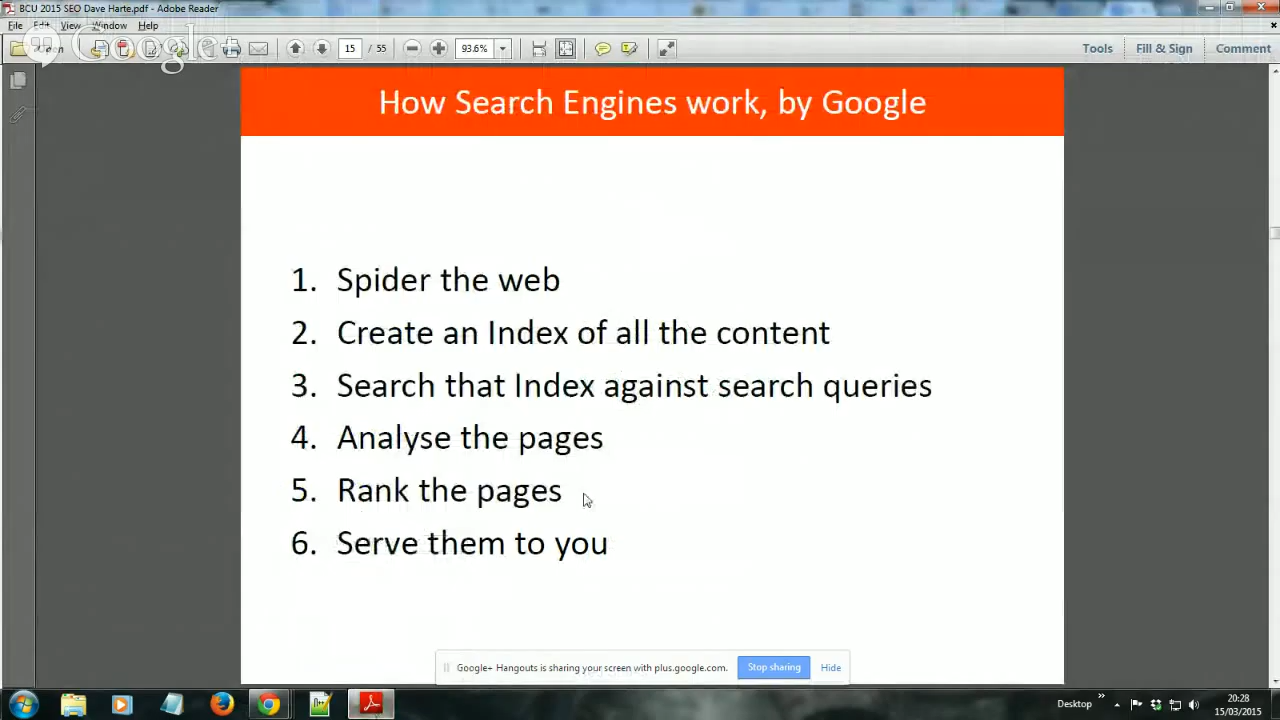 BCU 2015 SEO Dave Harte.pdf - Adobe Reader
File Edit View Window Help
Google+
15 / 55 93.6% Tools Fill & Sign Comment
How Search Engines work, by Google
1. Spider the web
2. Create an Index of all the content
3. Search that Index against search queries
4. Analyse the pages
5. Rank the pages
6. Serve them to you
Google+ Hangouts is sharing your screen with plus.google.com. Stop sharing Hide
Desktop
20:28
15/03/2015